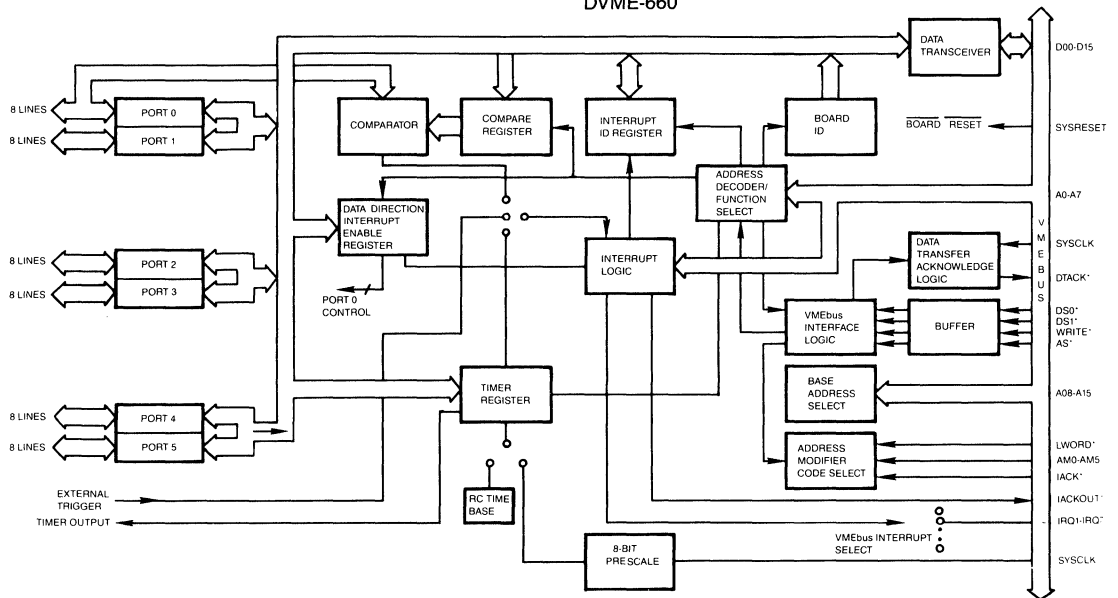 DVME-660
DATA
TRANSCEIVER
D00-D15
8 LINES
PORT 0
8 LINES
PORT 1
COMPARATOR
COMPARE
REGISTER
INTERRUPT
ID REGISTER
BOARD
ID
BOARD RESET
SYSRESET
ADDRESS
DECODER/
FUNCTION
SELECT
A0-A7
DATA DIRECTION
INTERRUPT
ENABLE
REGISTER
INTERRUPT
LOGIC
DATA
TRANSFER
ACKNOWLEDGE
LOGIC
VMEBUS
SYSCLK
DTACK*
8 LINES
PORT 2
8 LINES
PORT 3
PORT 0
CONTROL
VMEbus
INTERFACE
LOGIC
BUFFER
DS0*
DS1*
WRITE*
AS*
TIMER
REGISTER
BASE
ADDRESS
SELECT
A08-A15
8 LINES
PORT 4
8 LINES
PORT 5
ADDRESS
MODIFIER
CODE SELECT
LWORD*
AM0-AM5
IACK*
EXTERNAL
TRIGGER
TIMER OUTPUT
RC TIME
BASE
IACKOUT*
VMEbus INTERRUPT
SELECT
8-BIT
PRESCALE
SYSCLK